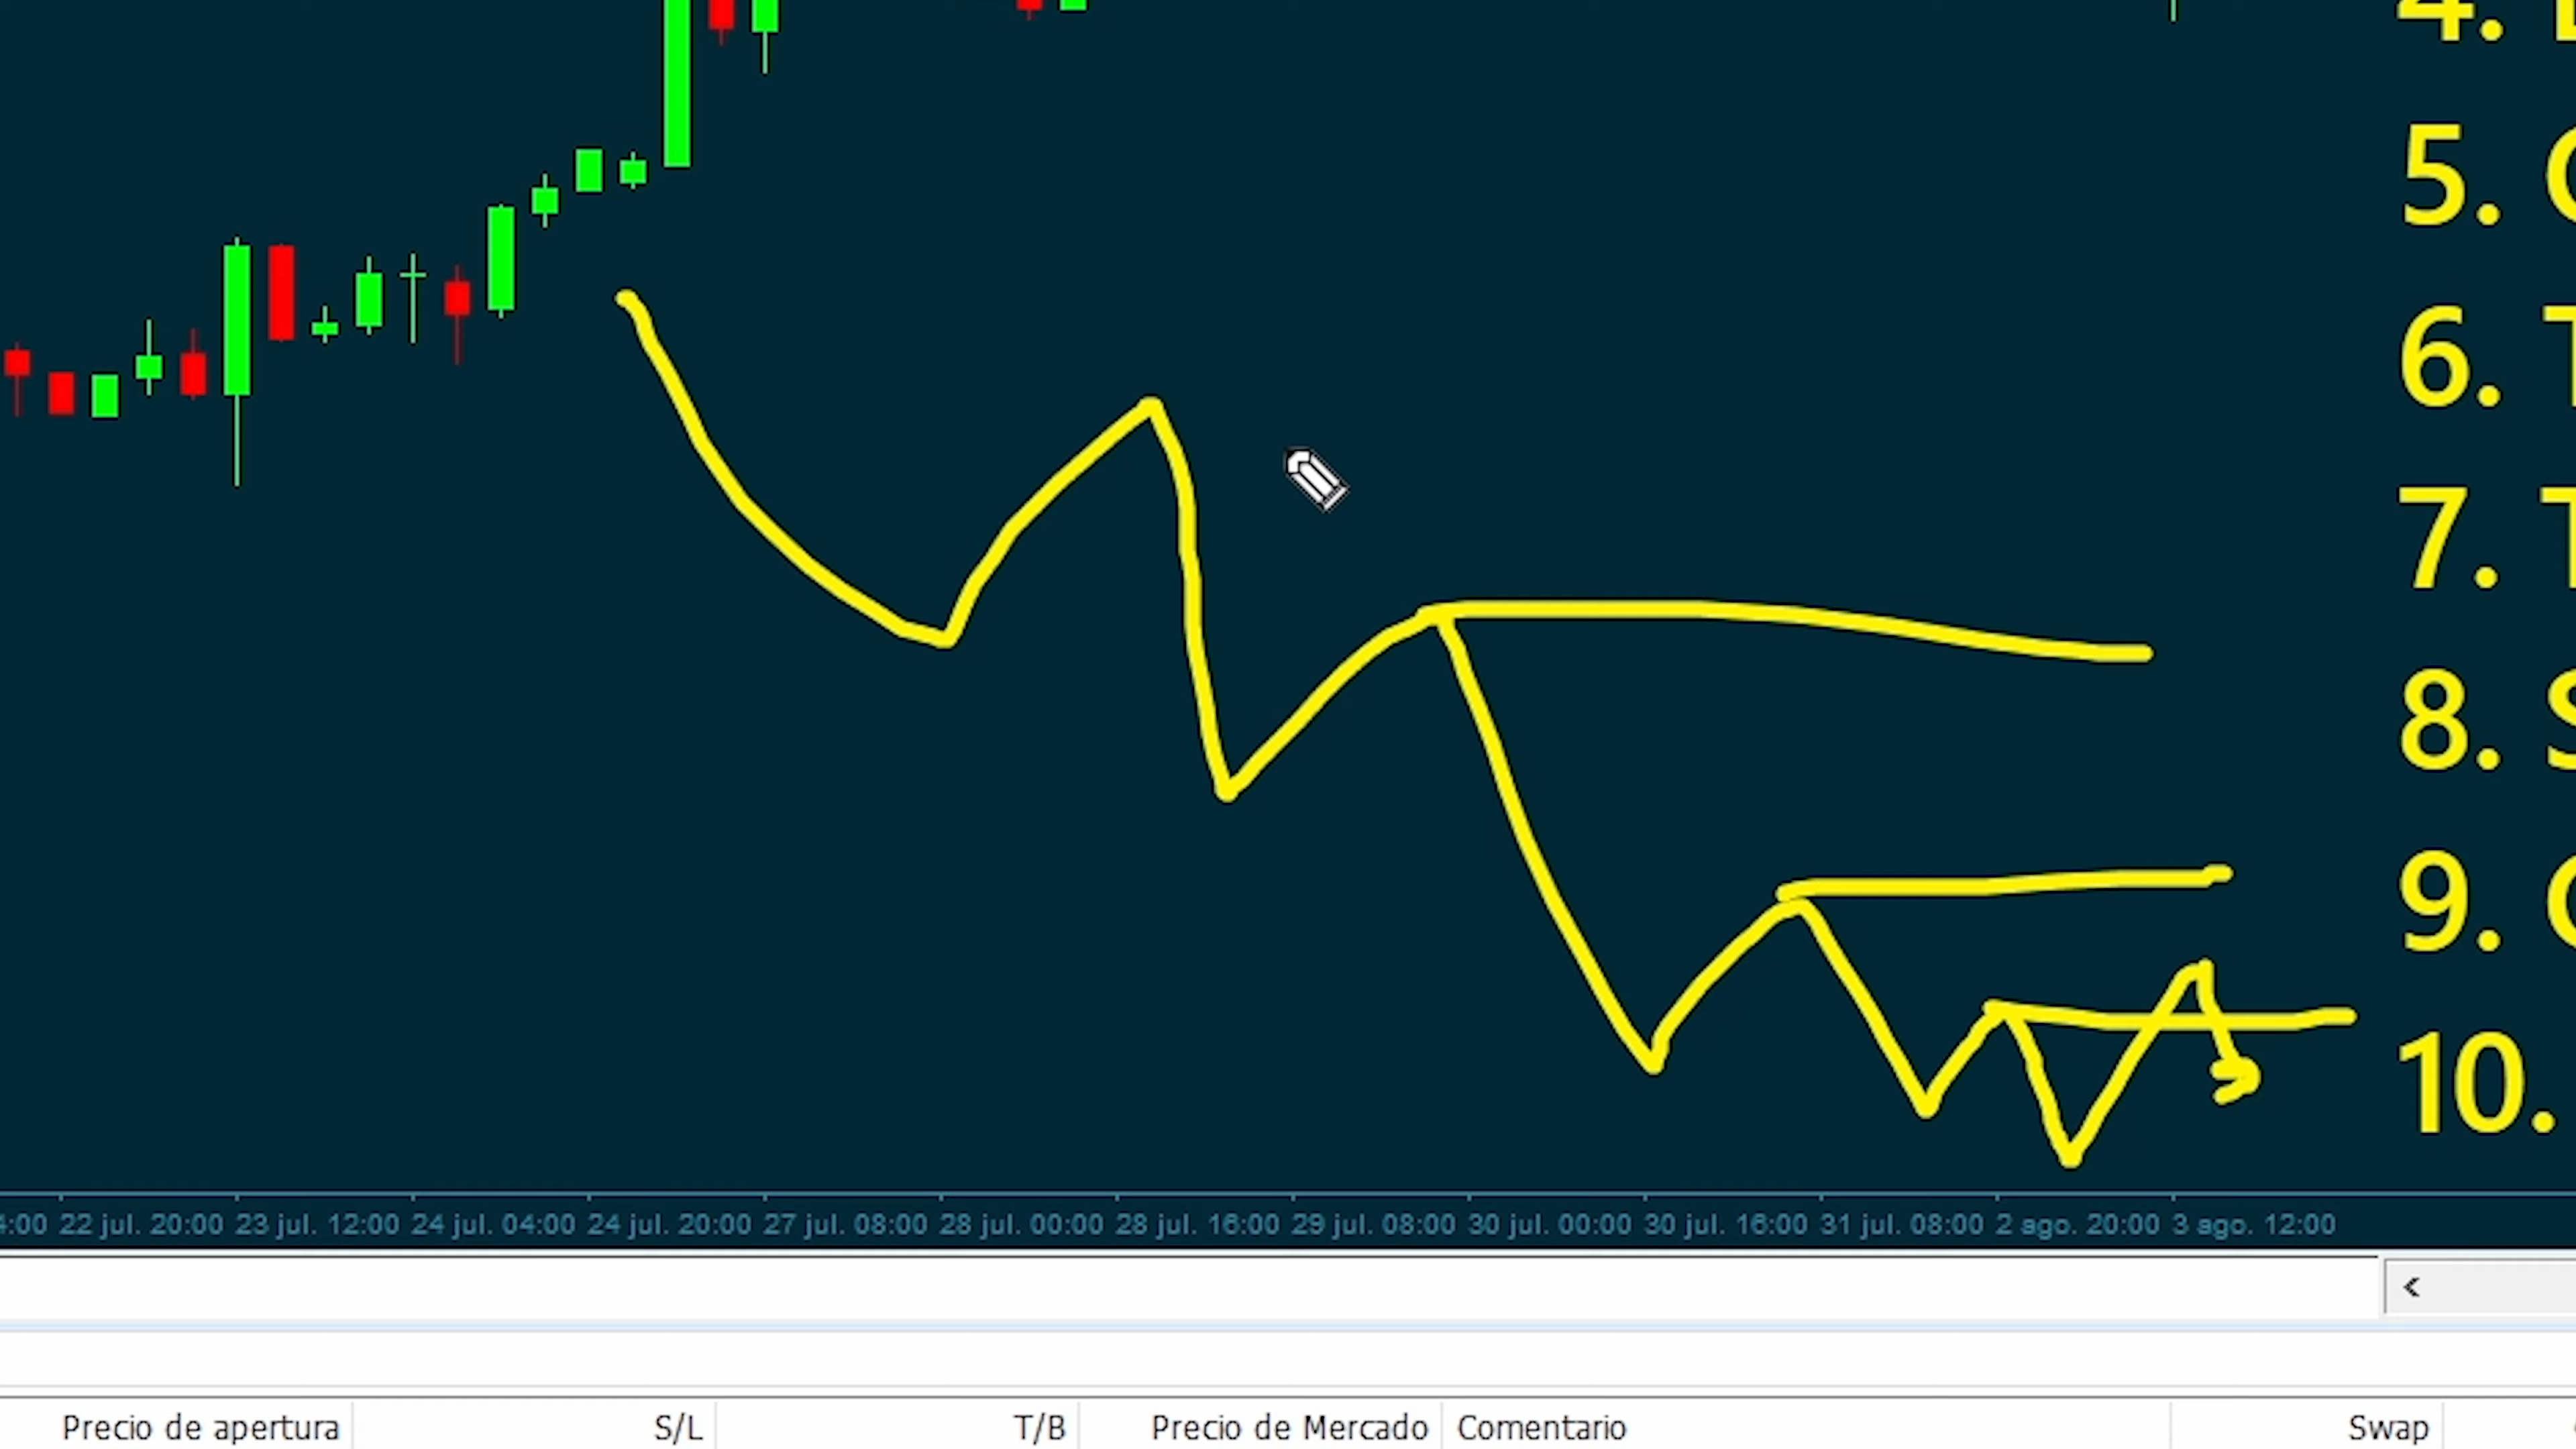 4.
5.
6. T
7. T
8. S
9.
10.
22 jul. 20:00 23 jul. 12:00 24 jul. 04:00 24 jul. 20:00 27 jul. 08:00 28 jul. 00:00 28 jul. 16:00 29 jul. 08:00 30 jul. 00:00 30 jul. 16:00 31 jul. 08:00 2 ago. 20:00 3 ago. 12:00
Precio de apertura S/L T/B Precio de Mercado Comentario Swap